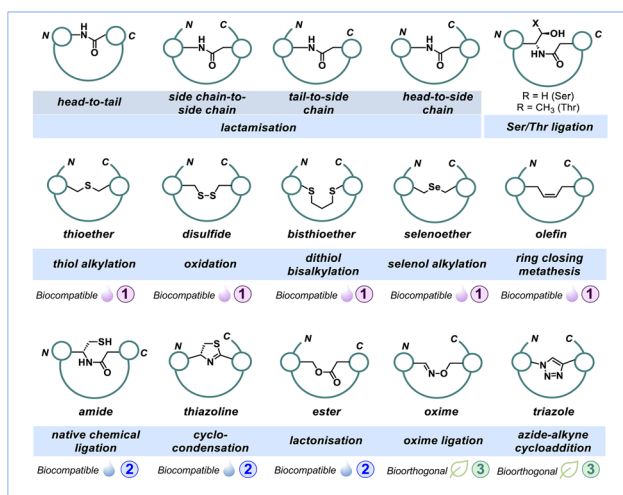 N NH O C
N NH O C
N NH O C
N NH O C
X OH HN O
R = H (Ser)
R = CH₃ (Thr)
head-to-tail
side chain-to-
side chain
tail-to-side
chain
head-to-side
chain
lactamisation
Ser/Thr ligation
N S C
N S-S C
N S S C
N Se C
N C
thioether
disulfide
bisthioether
selenoether
olefin
thiol alkylation
oxidation
dithiol
bisalkylation
selenol alkylation
ring closing
metathesis
Biocompatible 1
Biocompatible 1
Biocompatible 1
Biocompatible 1
Biocompatible 1
N SH HN O C
N S N C
N O O C
N N O C
N N N N C
amide
thiazoline
ester
oxime
triazole
native chemical
ligation
cyclo-
condensation
lactonisation
oxime ligation
azide-alkyne
cycloaddition
Biocompatible 2
Biocompatible 2
Biocompatible 2
Bioorthogonal 3
Bioorthogonal 3